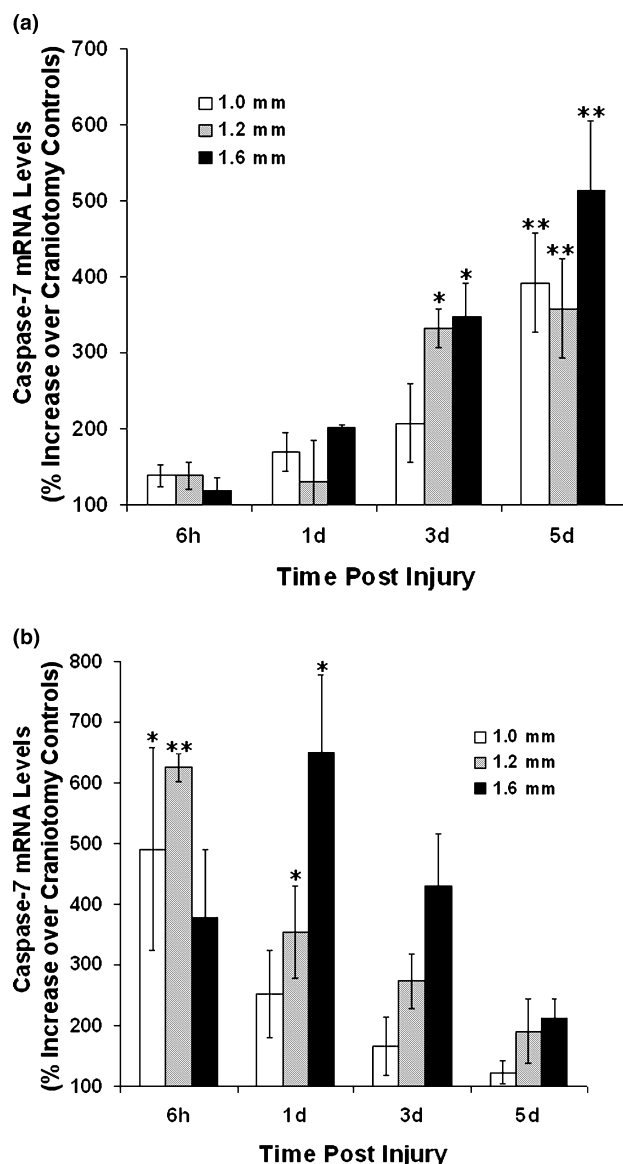 (a)
Caspase-7 mRNA Levels
(% Increase over Craniotomy Controls)
700
600
500
400
300
200
100
1.0 mm
1.2 mm
1.6 mm
*
*
**
**
**
6h
1d
3d
5d
Time Post Injury
(b)
Caspase-7 mRNA Levels
(% Increase over Craniotomy Controls)
800
700
600
500
400
300
200
100
*
**
*
*
1.0 mm
1.2 mm
1.6 mm
6h
1d
3d
5d
Time Post Injury